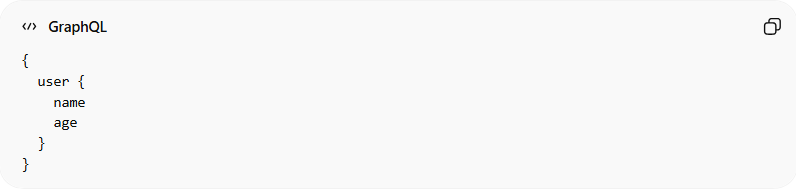 GraphQL
{
  user {
    name
    age
  }
}